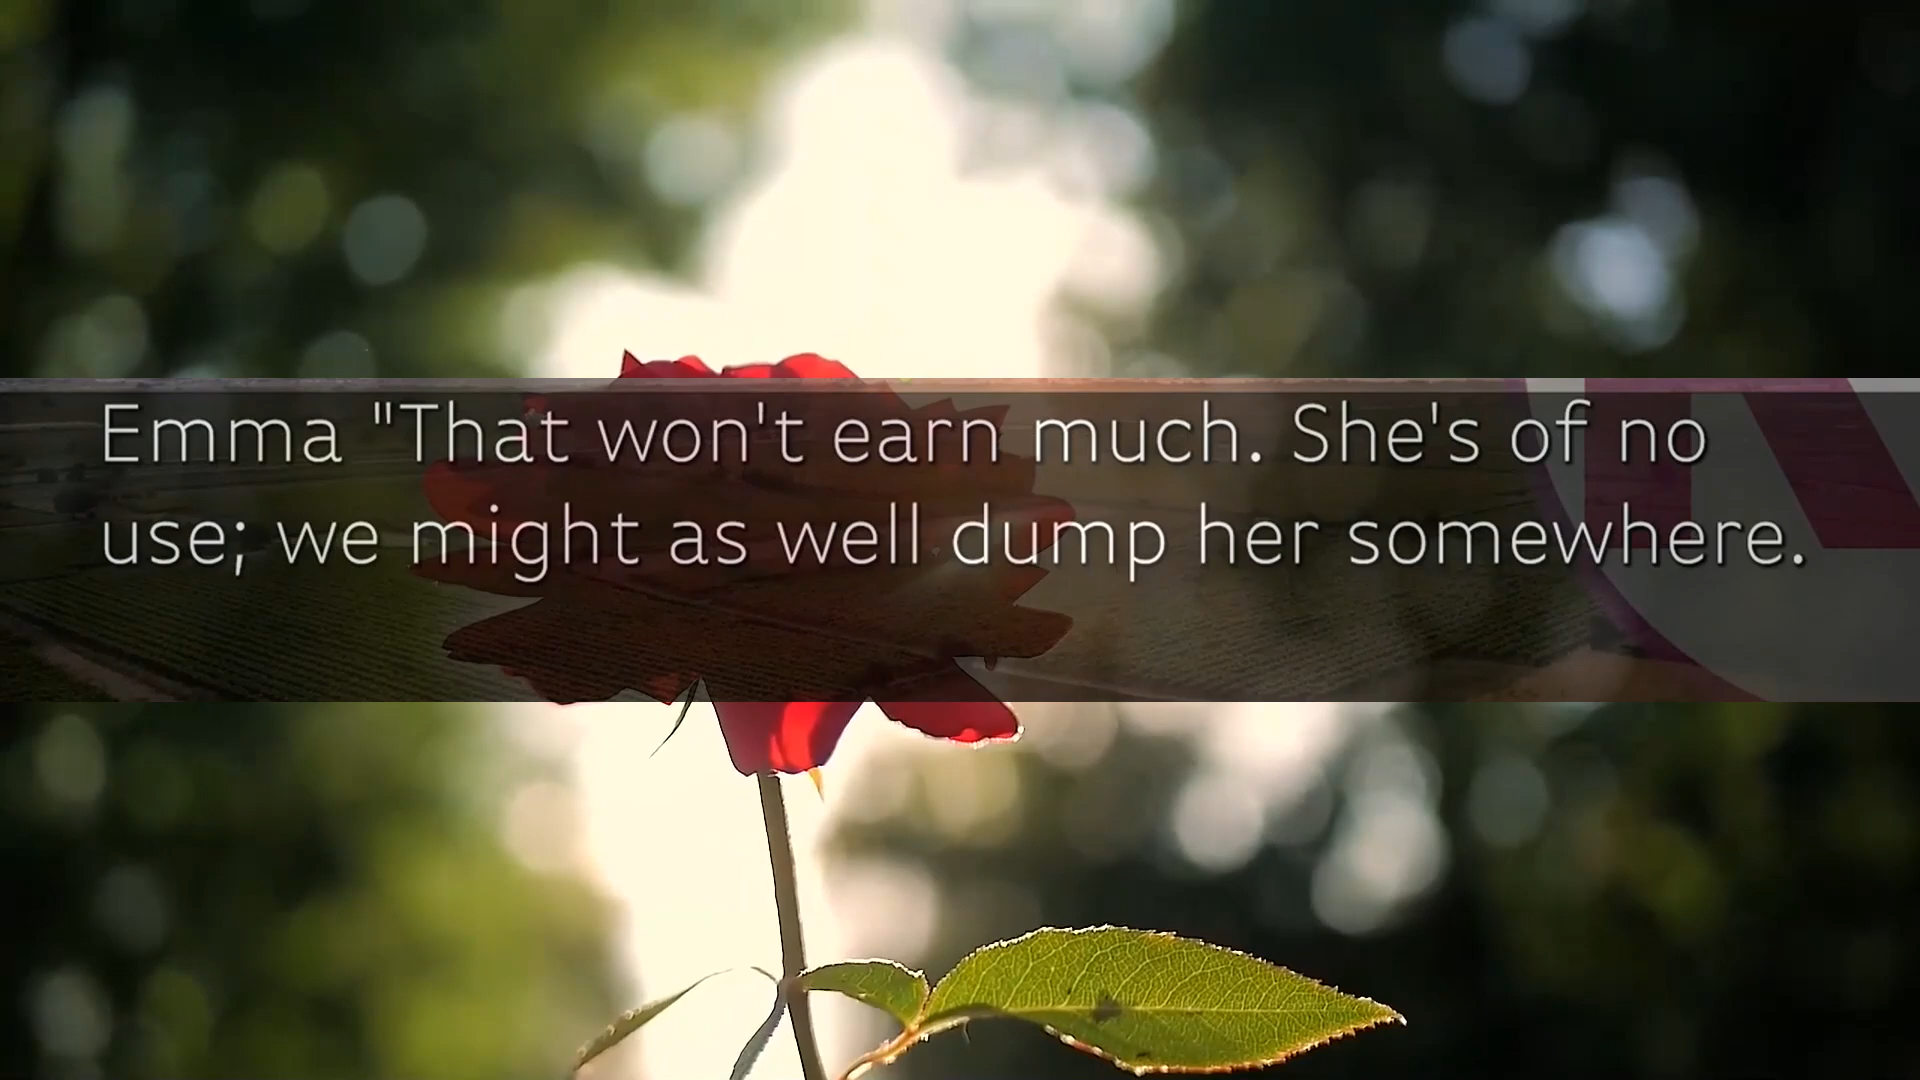 Emma "That won't earn much. She's of no
use; we might as well dump her somewhere.